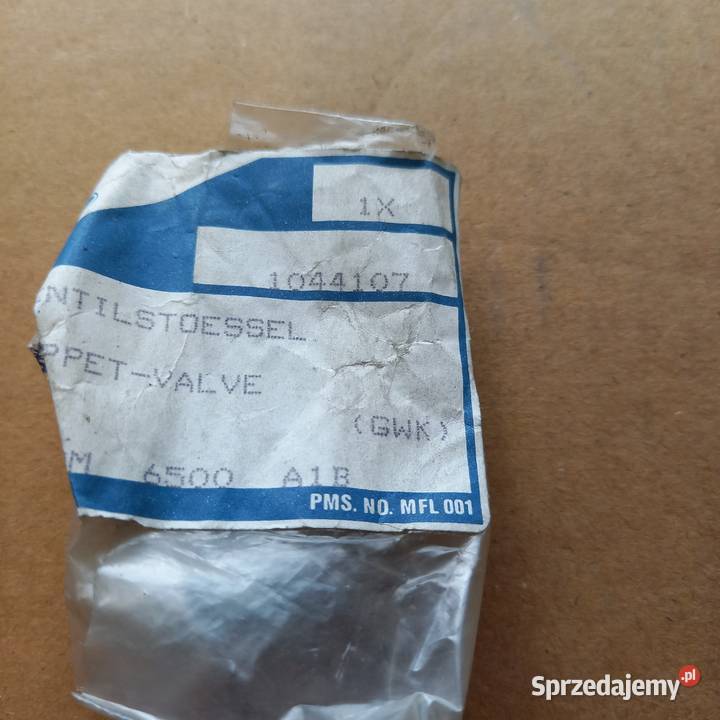 1X
1044107
NTILSTOESSEL
PPET-VALVE
(GWK)
M 6500 A1B
PMS. NO. MFL 001
Sprzedajemy.pl